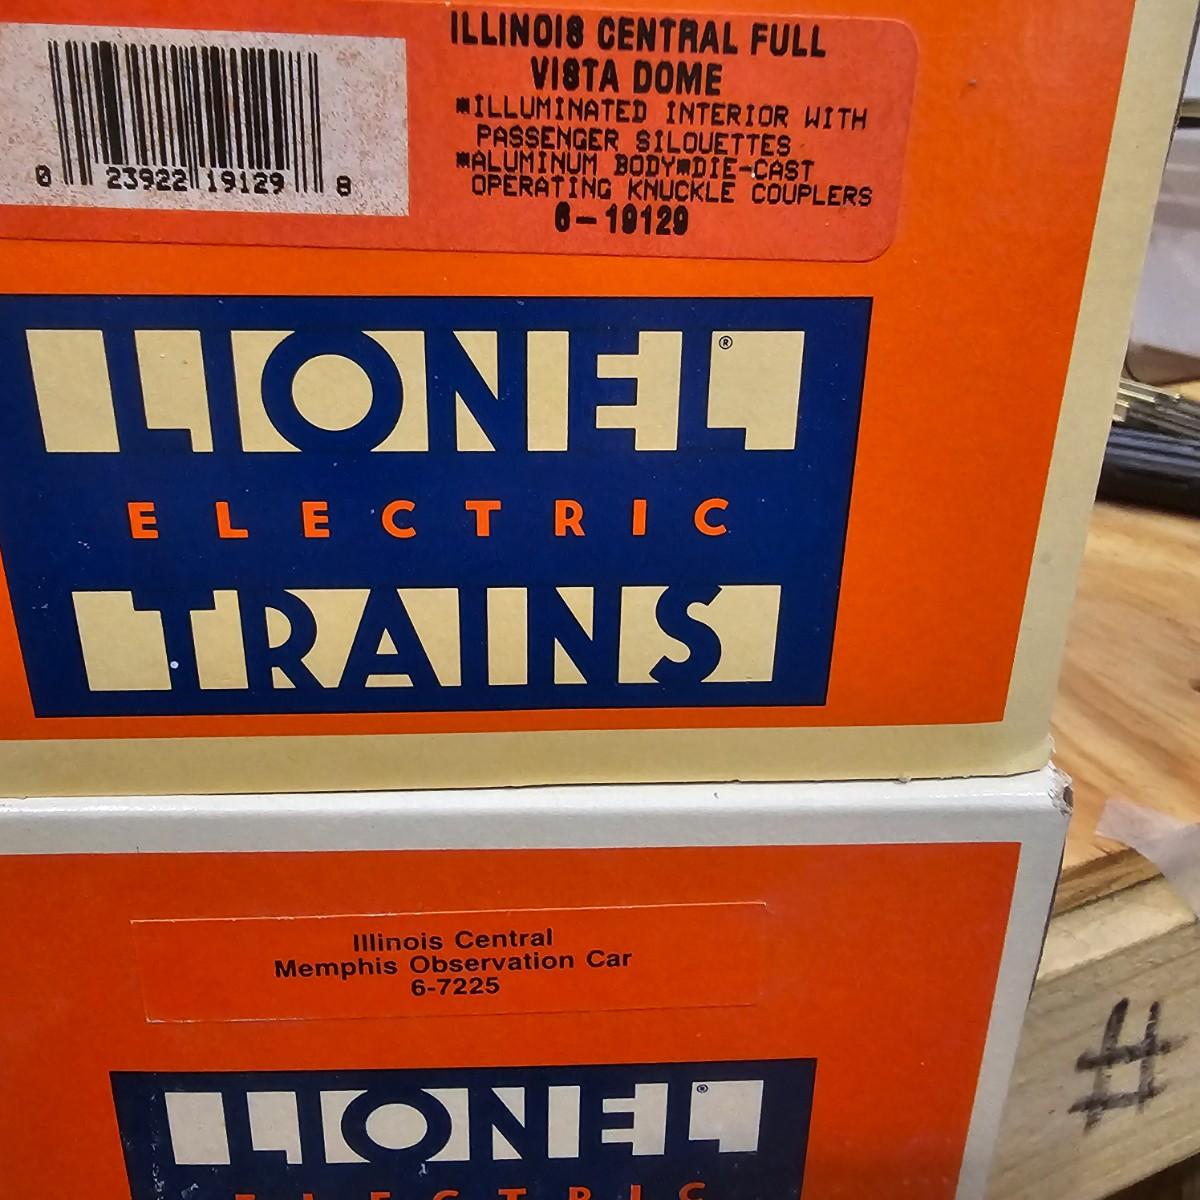 ILLINOIS CENTRAL FULL
VISTA DOME
*ILLUMINATED INTERIOR WITH
PASSENGER SILOUETTES
*ALUMINUM BODY*DIE-CAST
OPERATING KNUCKLE COUPLERS
6-19129
0 23922 19129 8
LIONEL®
ELECTRIC
TRAINS
Illinois Central
Memphis Observation Car
6-7225
LIONEL®
ELECTRIC
#